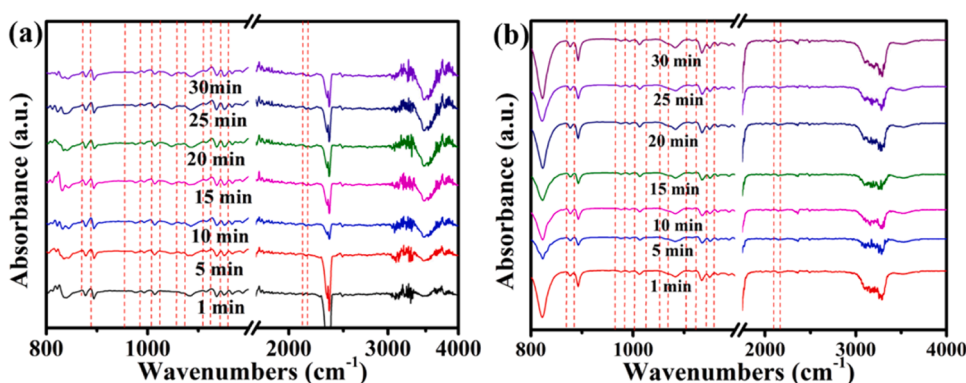 (a)
Absorbance (a.u.)
30min
25 min
20 min
15 min
10 min
5 min
1 min
800
1000
2000
3000
4000
Wavenumbers (cm-1)
(b)
Absorbance (a.u.)
30 min
25 min
20 min
15 min
10 min
5 min
1 min
800
1000
2000
3000
4000
Wavenumbers (cm-1)